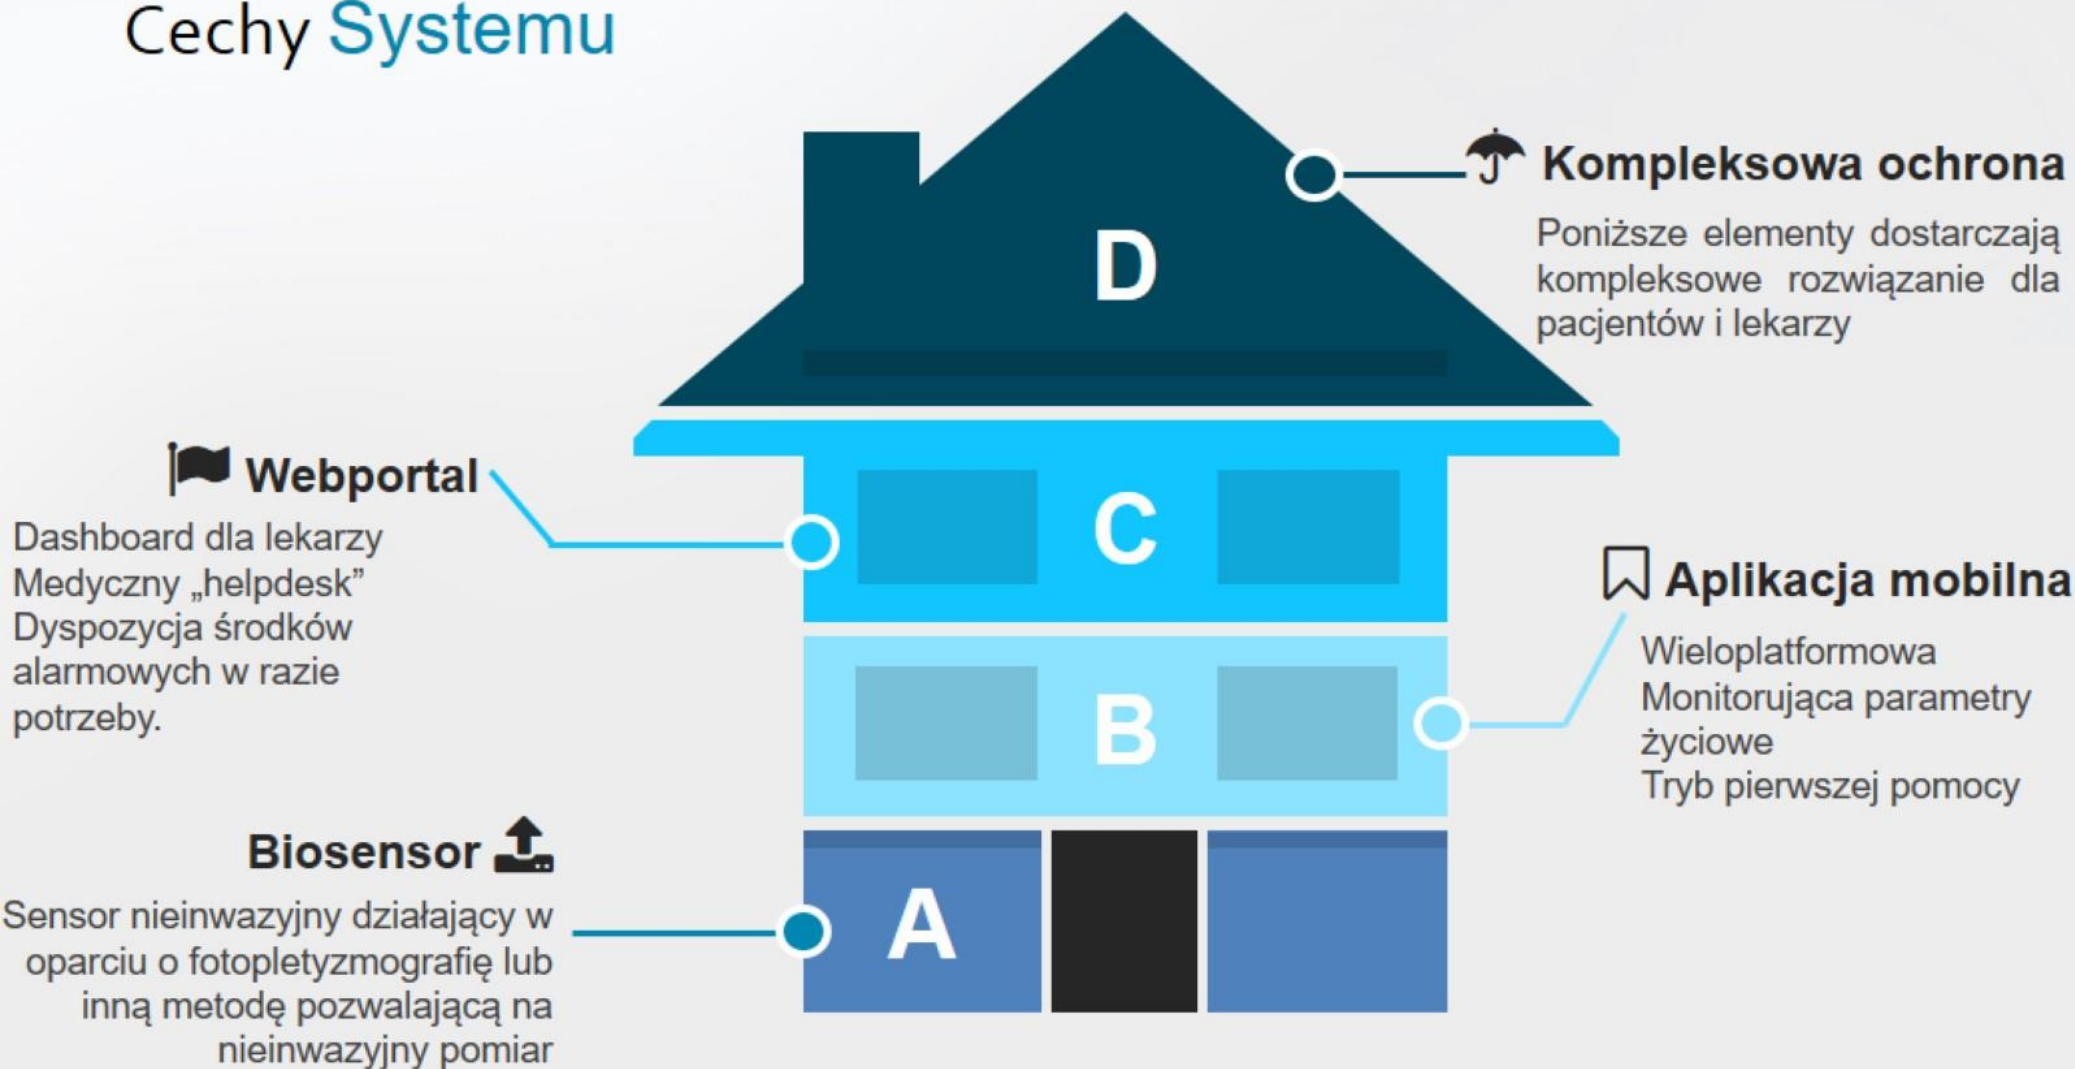 Cechy Systemu
D
Kompleksowa ochrona
Poniższe elementy dostarczają
kompleksowe rozwiązanie dla
pacjentów i lekarzy
Webportal
Dashboard dla lekarzy
Medyczny „helpdesk”
Dyspozycja środków
alarmowych w razie
potrzeby.
C
Aplikacja mobilna
Wieloplatformowa
Monitorująca parametry
życiowe
Tryb pierwszej pomocy
B
Biosensor
Sensor nieinwazyjny działający w
oparciu o fotopletyzmografię lub
inną metodę pozwalającą na
nieinwazyjny pomiar
A